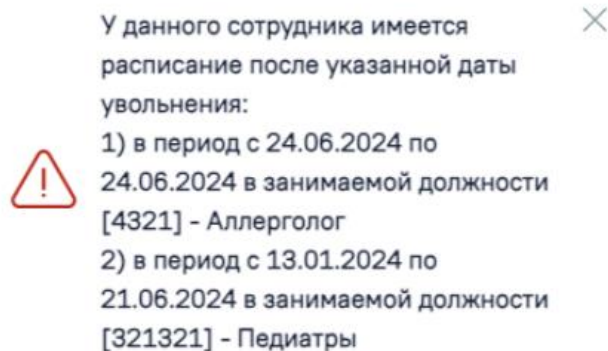 У данного сотрудника имеется
расписание после указанной даты
увольнения:
1) в период с 24.06.2024 по
24.06.2024 в занимаемой должности
[4321] - Аллерголог
2) в период с 13.01.2024 по
21.06.2024 в занимаемой должности
[321321] - Педиатры